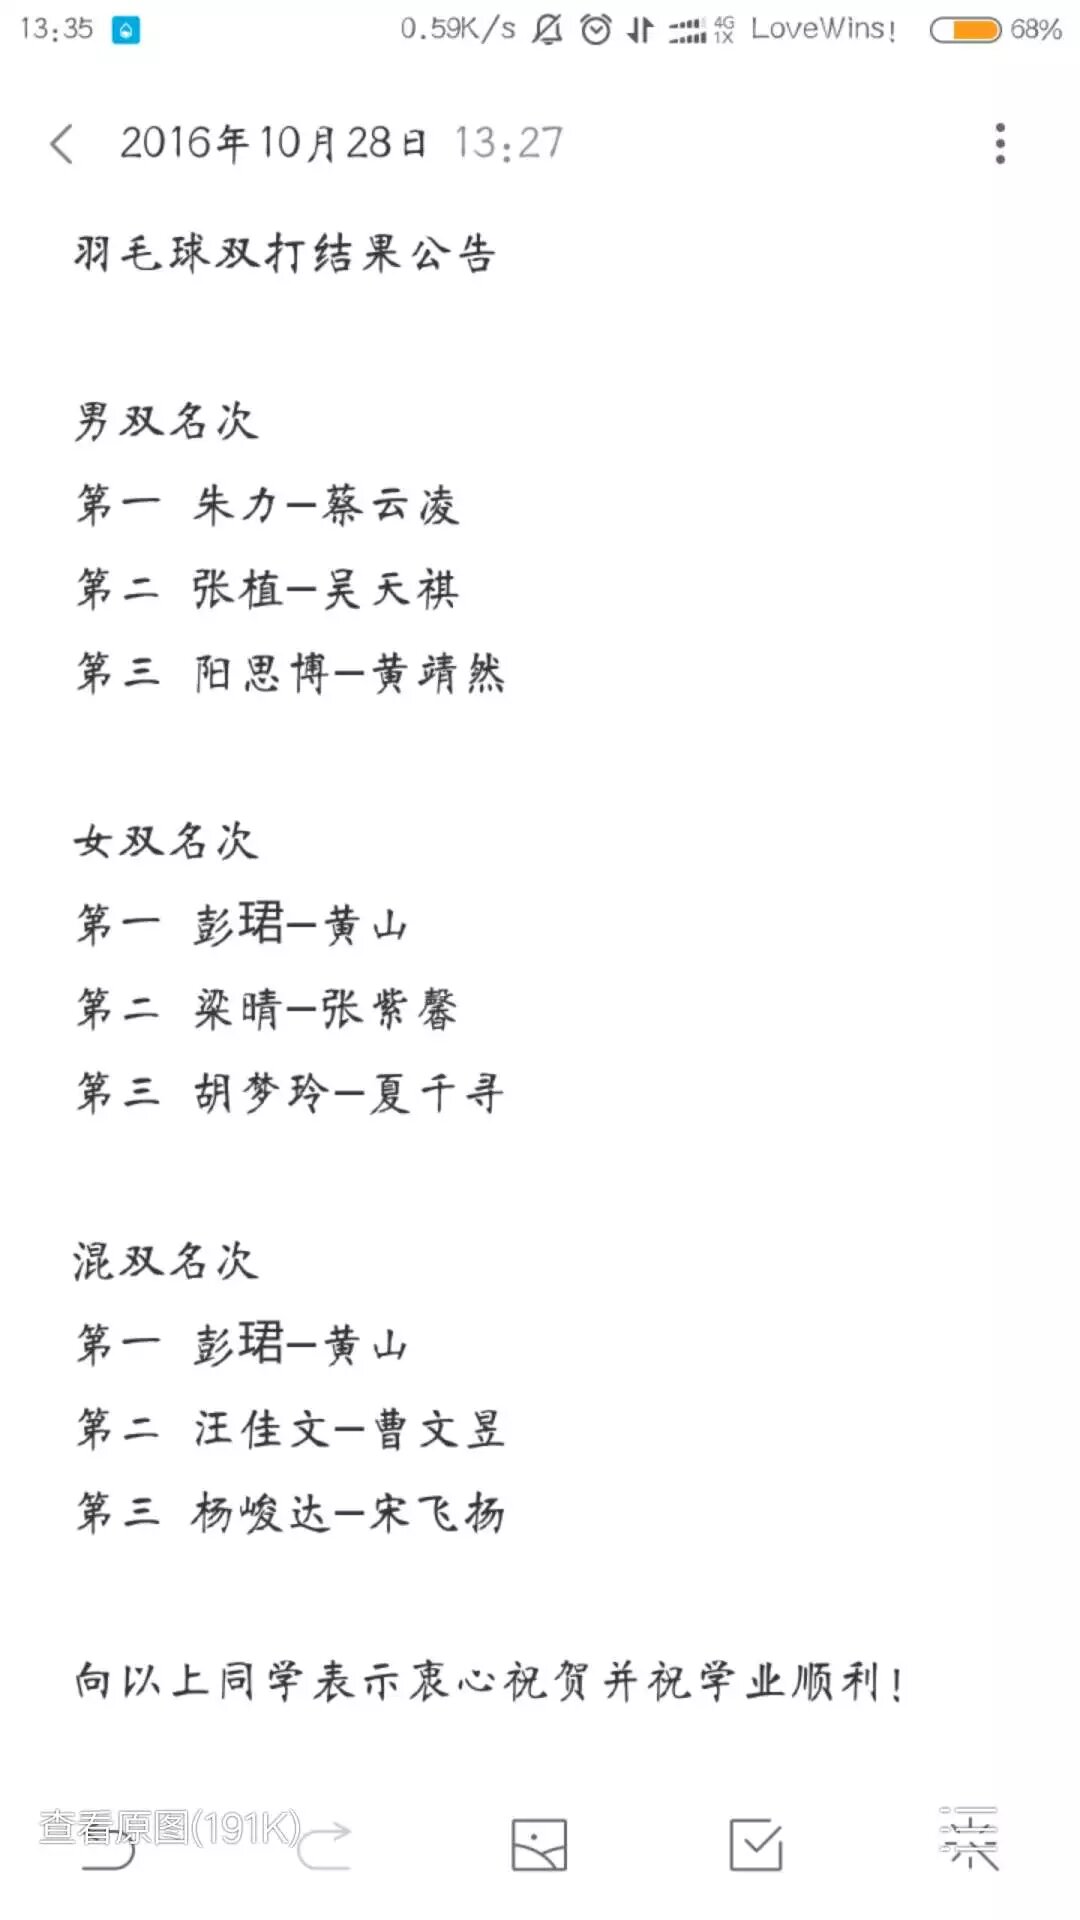 13:35 0.59K/s 4G 1X LoveWins! 68%
2016年10月28日 13:27
羽毛球双打结果公告
男双名次
第一 朱力—蔡云凌
第二 张植—吴天祺
第三 阳思博—黄靖然
女双名次
第一 彭珺—黄山
第二 梁晴—张紫馨
第三 胡梦玲—夏千寻
混双名次
第一 彭珺—黄山
第二 汪佳文—曹文昱
第三 杨峻达—宋飞扬
向以上同学表示衷心祝贺并祝学业顺利!
查看原图(191K)